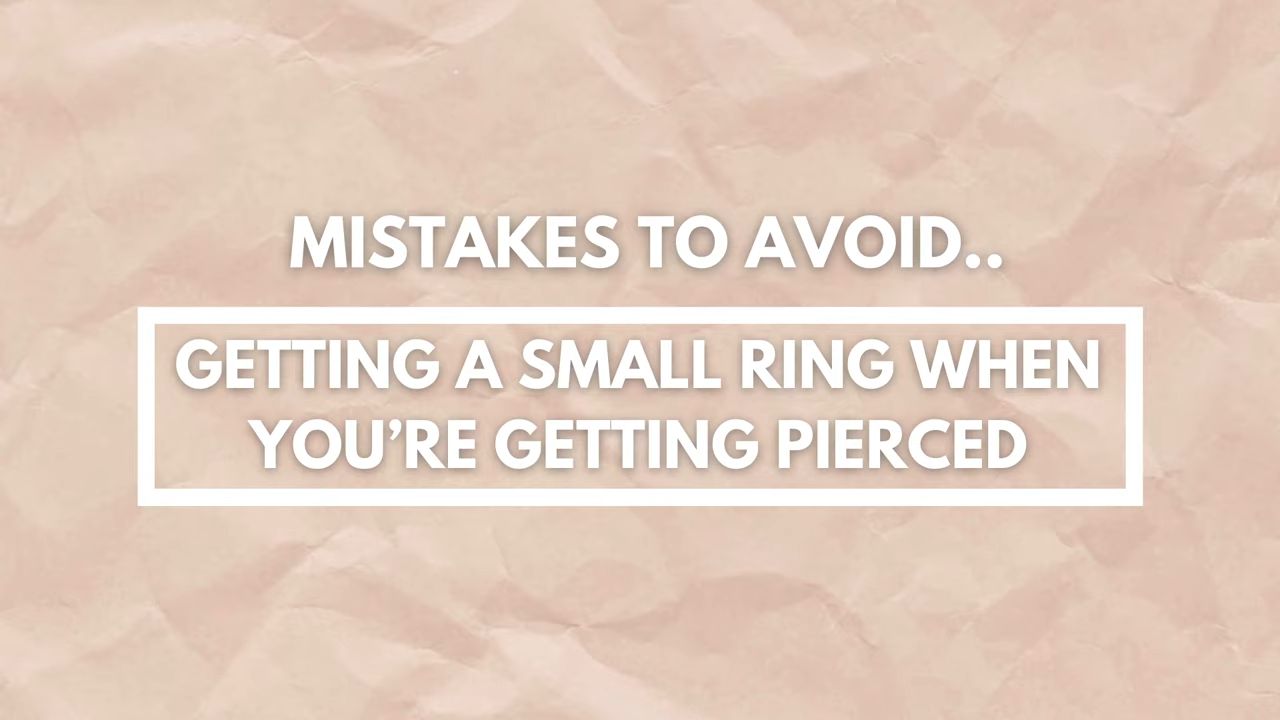 MISTAKES TO AVOID..
GETTING A SMALL RING WHEN
YOU’RE GETTING PIERCED